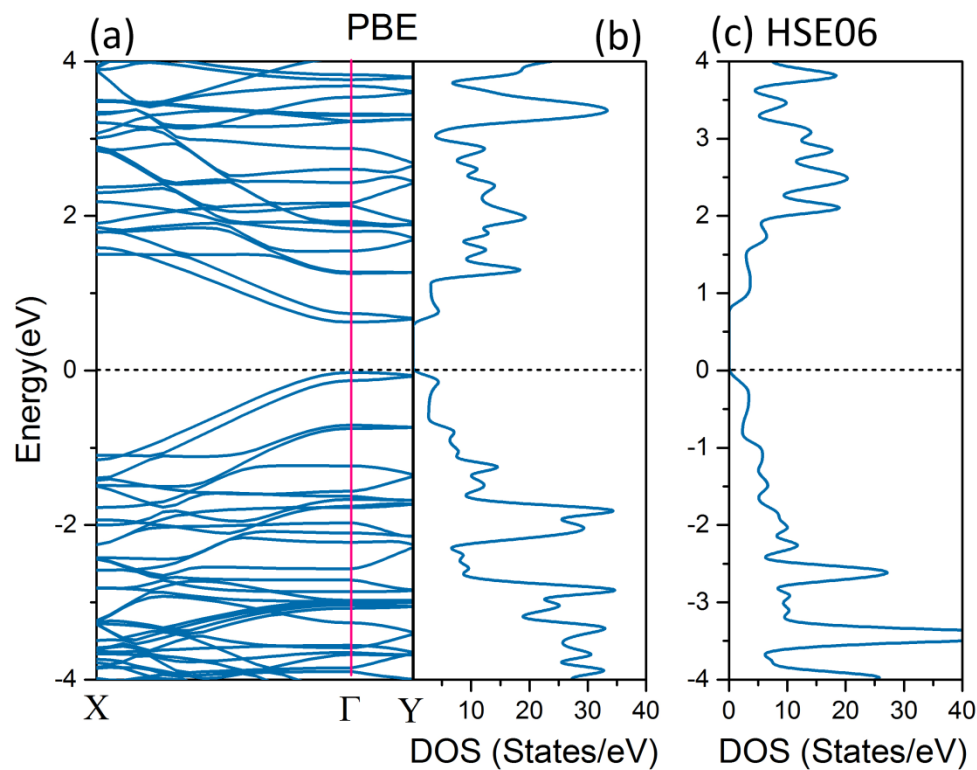 (a) PBE (b) (c) HSE06
4 4
3
2 2
1
0 0
-1
-2 -2
-3
-4 -4
Energy(eV)
X Γ Y 0 10 20 30 40 0 10 20 30 40
DOS (States/eV) DOS (States/eV)